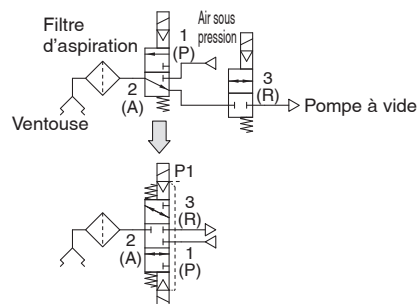 Filtre
d'aspiration
Air sous
pression
1
(P)
3
(R)
2
(A)
Pompe à vide
Ventouse
P1
3
(R)
2
(A)
1
(P)